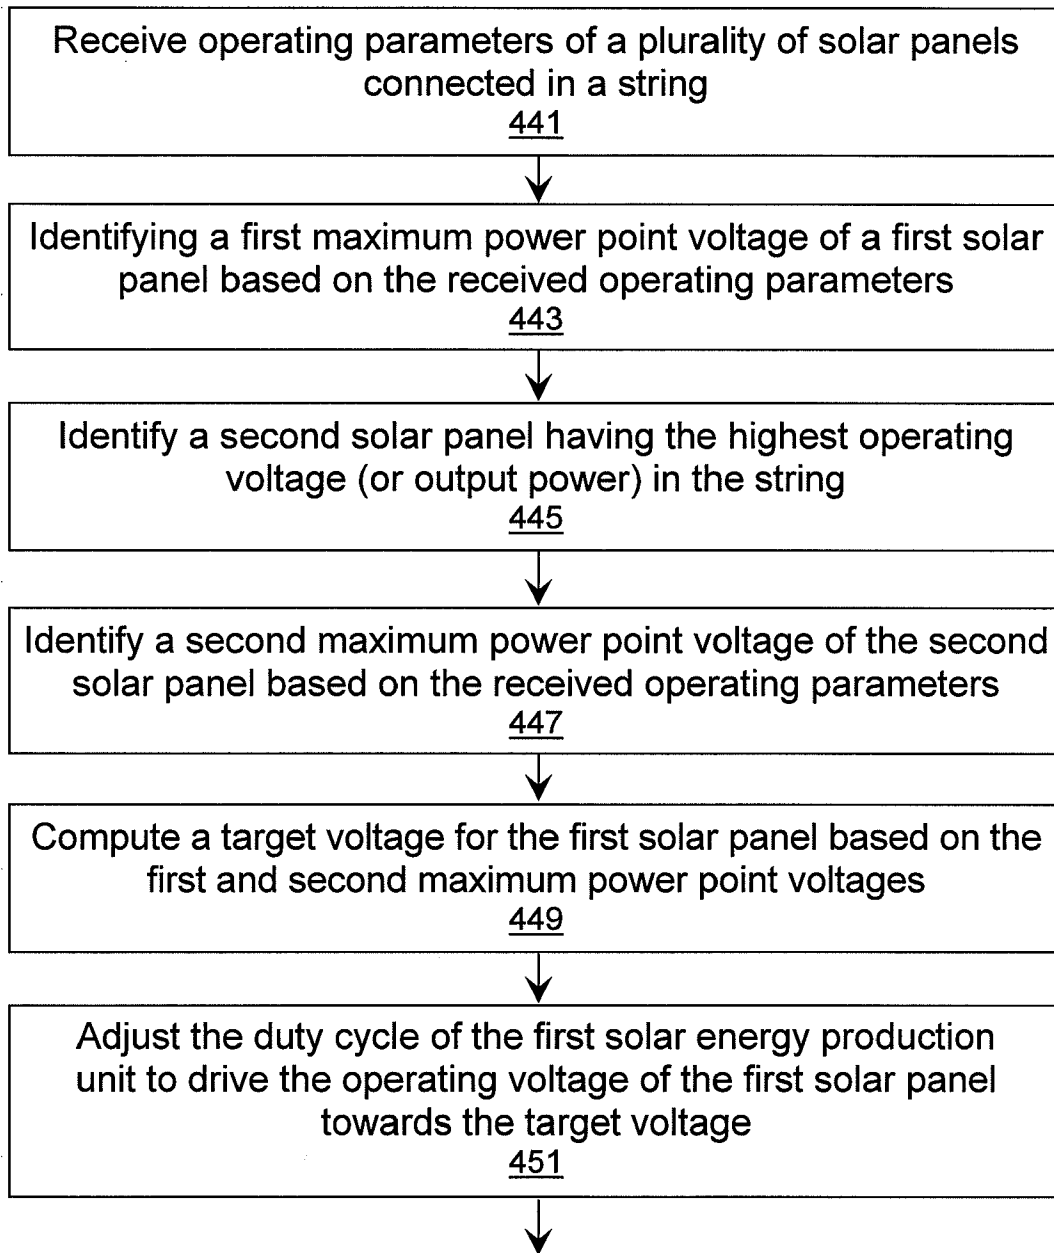 Receive operating parameters of a plurality of solar panels
connected in a string
441
Identifying a first maximum power point voltage of a first solar
panel based on the received operating parameters
443
Identify a second solar panel having the highest operating
voltage (or output power) in the string
445
Identify a second maximum power point voltage of the second
solar panel based on the received operating parameters
447
Compute a target voltage for the first solar panel based on the
first and second maximum power point voltages
449
Adjust the duty cycle of the first solar energy production
unit to drive the operating voltage of the first solar panel
towards the target voltage
451